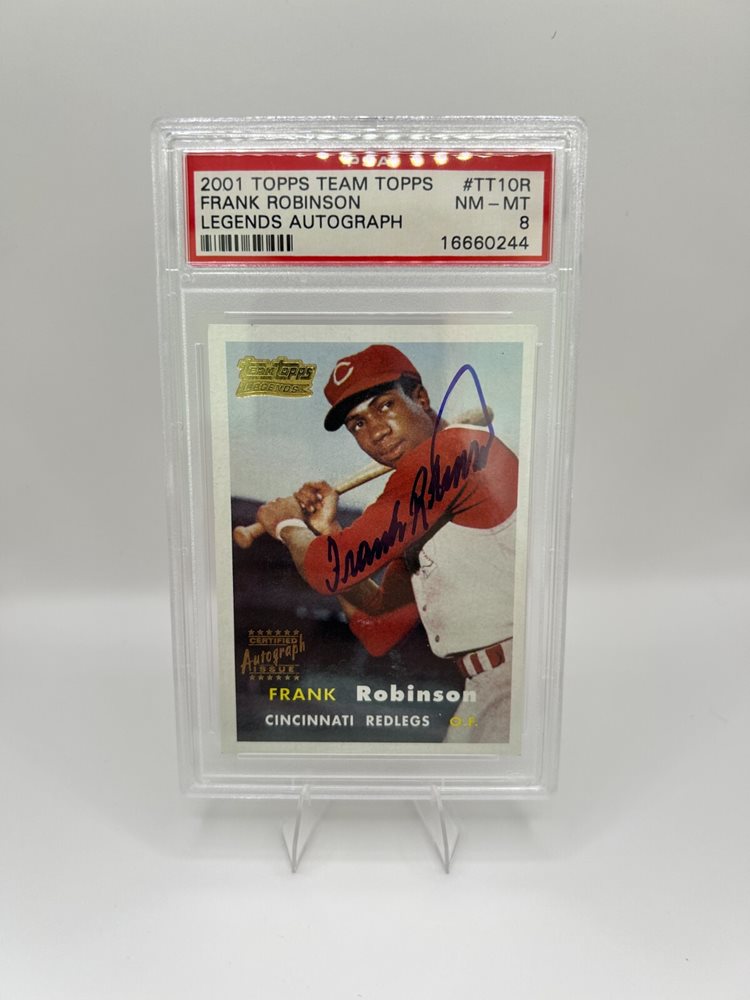 PSA
2001 TOPPS TEAM TOPPS #TT10R
FRANK ROBINSON NM – MT
LEGENDS AUTOGRAPH 8
16660244
TEAM TOPPS
LEGENDS
C
Frank Robinson
CERTIFIED
Autograph
ISSUE
FRANK Robinson
CINCINNATI REDLEGS O.F.